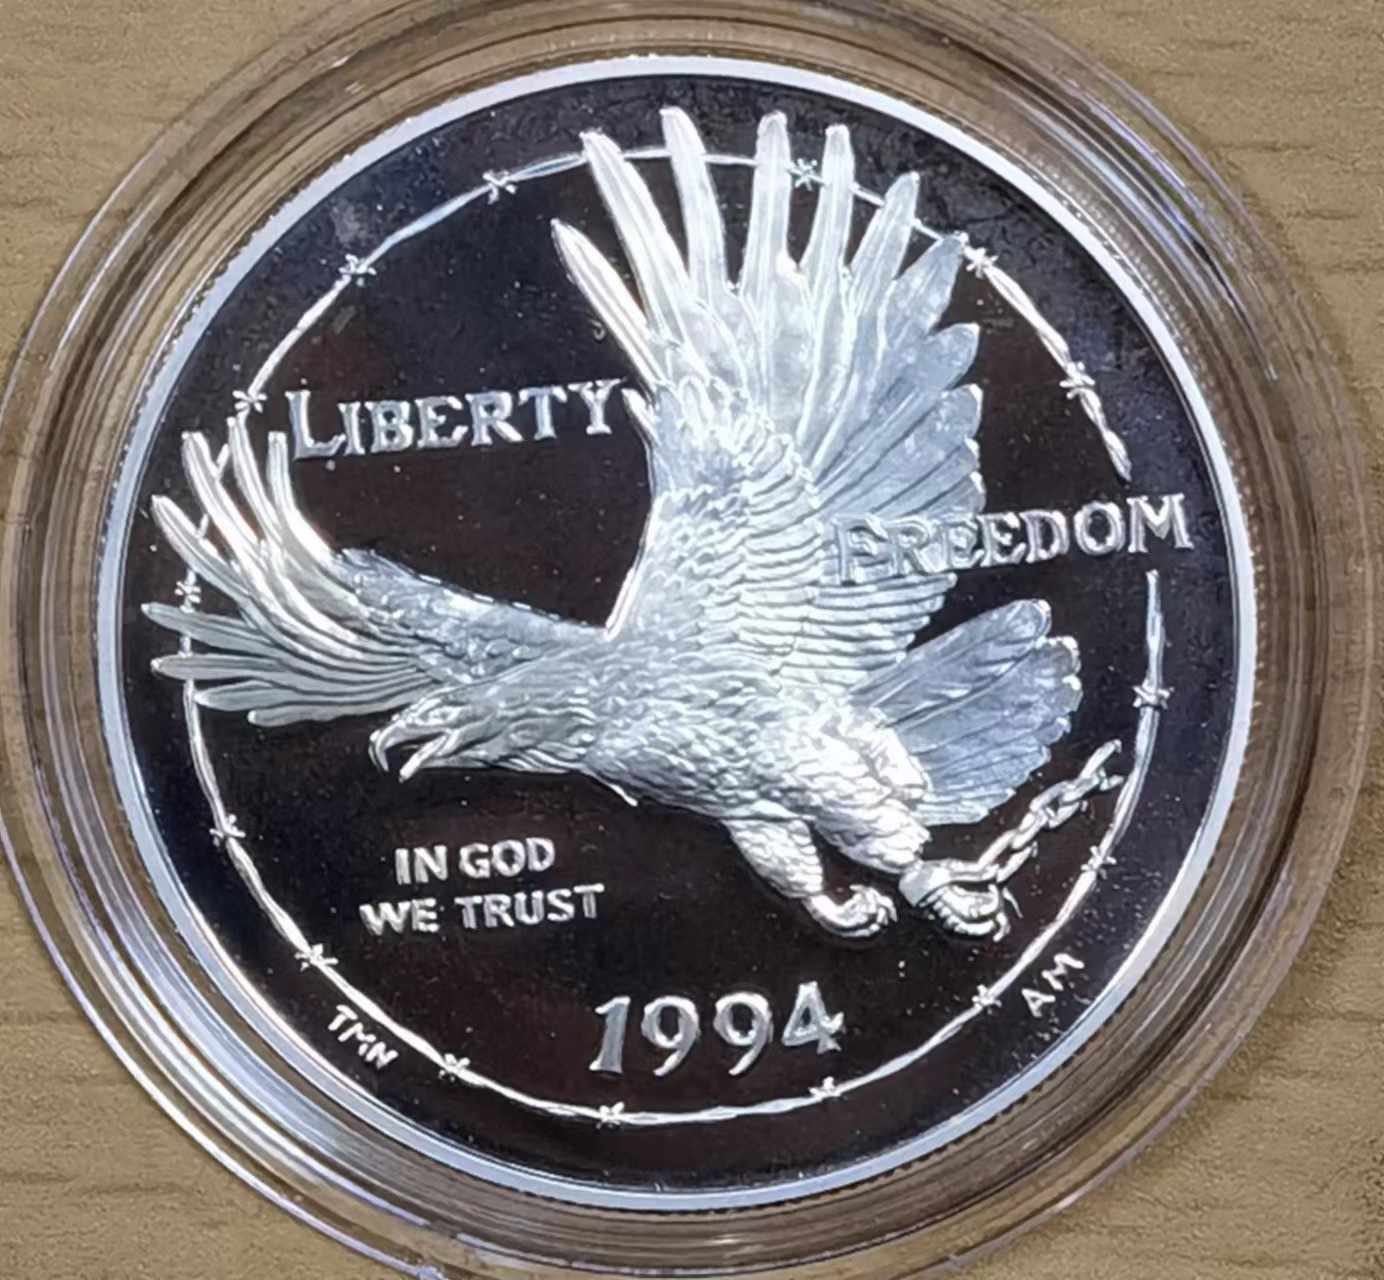 LIBERTY
FREEDOM
IN GOD
WE TRUST
1994
TMN
AM